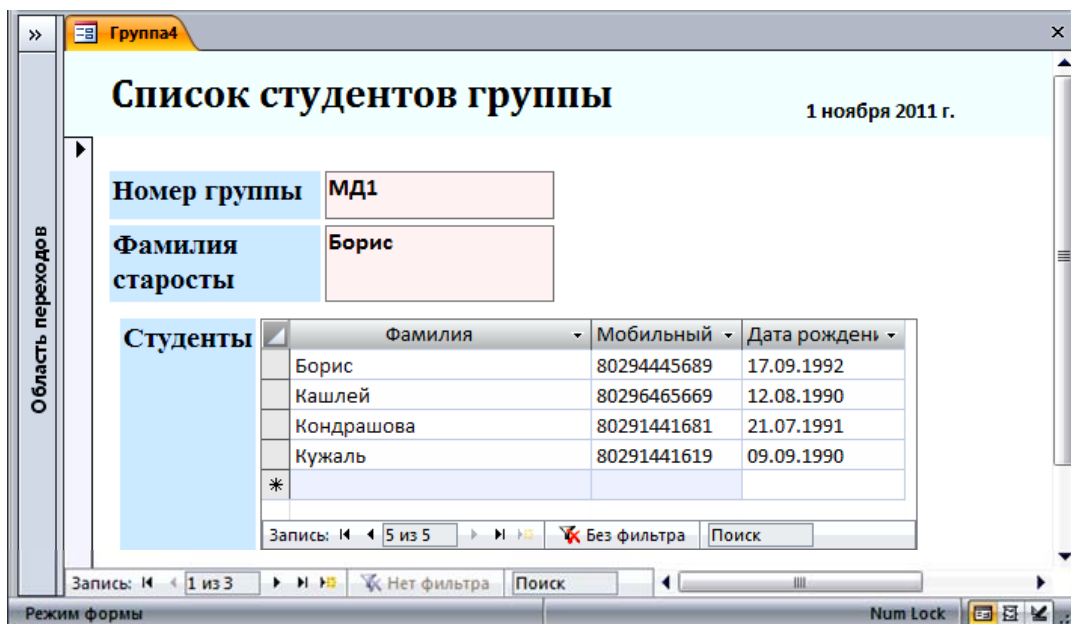 » Группа4 ×
Список студентов группы
1 ноября 2011 г.
Область переходов
Номер группы МД1
Фамилия Борис
старосты
Студенты Фамилия Мобильный Дата рождени
Борис 80294445689 17.09.1992
Кашлей 80296465669 12.08.1990
Кондрашова 80291441681 21.07.1991
Кужаль 80291441619 09.09.1990
Запись: 5 из 5 Без фильтра Поиск
Запись: 1 из 3 Нет фильтра Поиск
Режим формы Num Lock